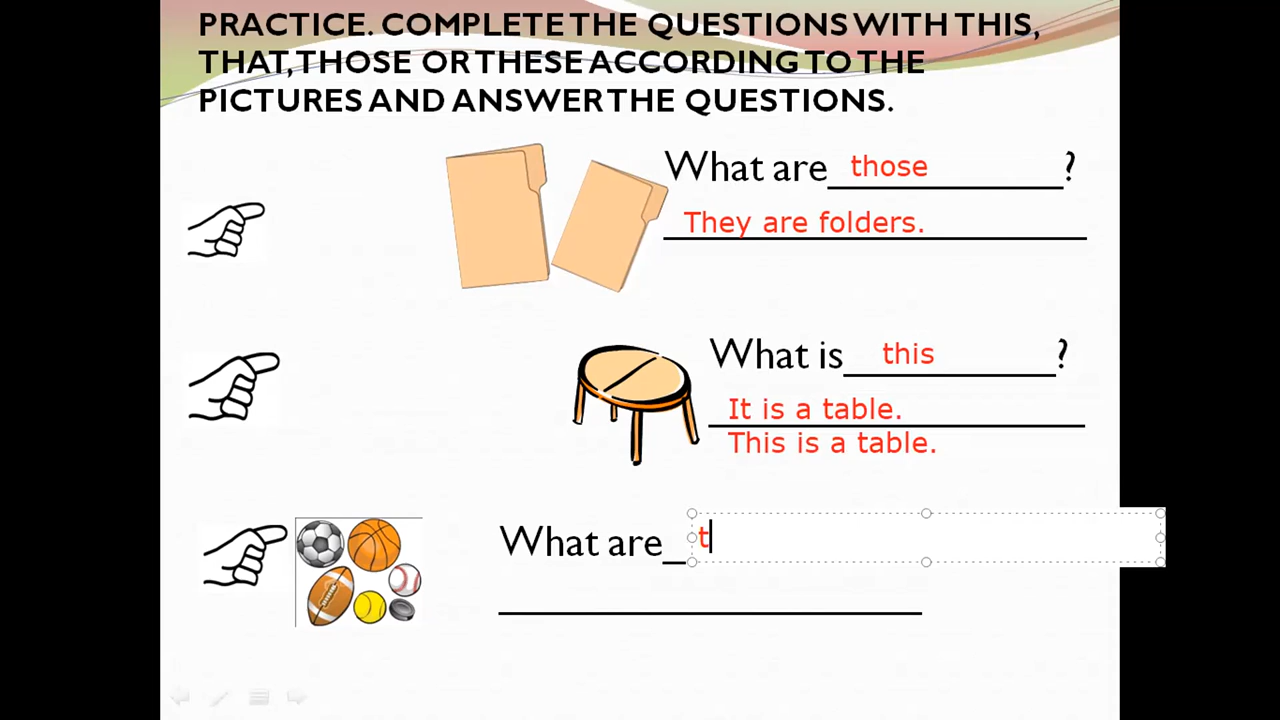 PRACTICE. COMPLETE THE QUESTIONS WITH THIS,
THAT, THOSE OR THESE ACCORDING TO THE
PICTURES AND ANSWER THE QUESTIONS.
What are those ?
They are folders.
What is this ?
It is a table.
This is a table.
What are t